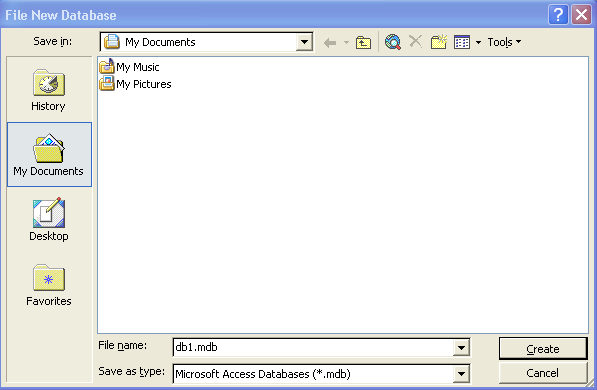 File New Database
Save in: My Documents Tools
My Music
My Pictures
History
My Documents
Desktop
Favorites
File name: db1.mdb Create
Save as type: Microsoft Access Databases (*.mdb) Cancel